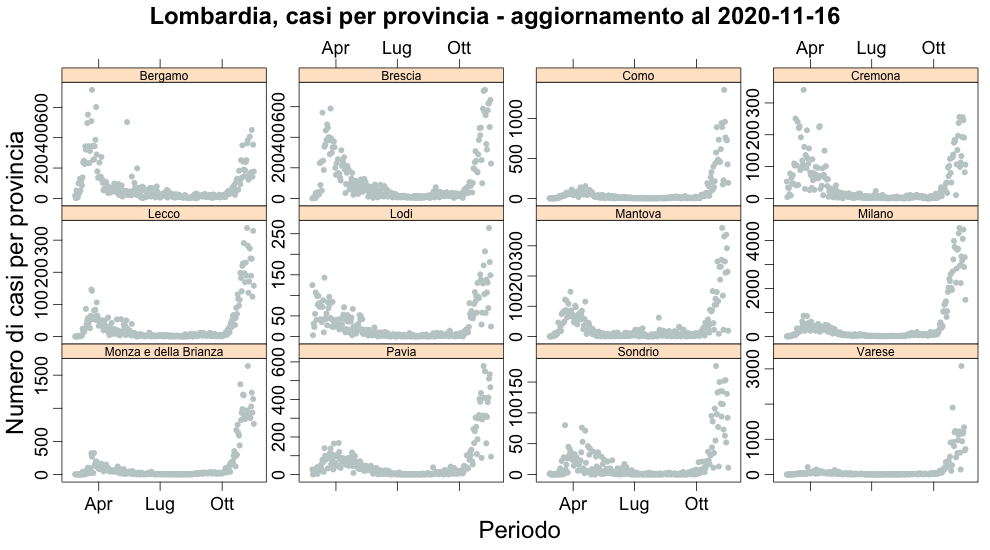 Lombardia, casi per provincia - aggiornamento al 2020-11-16
Apr Lug Ott Apr Lug Ott
Bergamo Brescia Como Cremona
0 200 400 600
0 200 400 600
0 500 1000
0 100 200 300
Lecco Lodi Mantova Milano
0 100 200 300
0 50 150 250
0 100 200 300
0 2000 4000
Monza e della Brianza Pavia Sondrio Varese
0 500 1500
0 200 400 600
0 50 100 150
0 1000 3000
Apr Lug Ott Apr Lug Ott
Numero di casi per provincia
Periodo